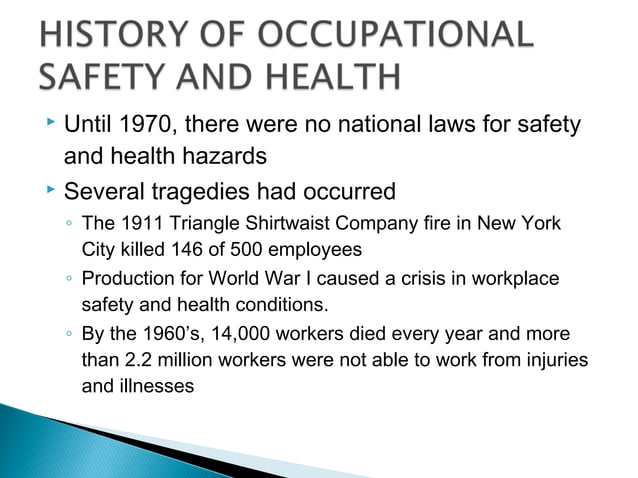 HISTORY OF OCCUPATIONAL
SAFETY AND HEALTH
Until 1970, there were no national laws for safety
and health hazards
Several tragedies had occurred
The 1911 Triangle Shirtwaist Company fire in New York
City killed 146 of 500 employees
Production for World War I caused a crisis in workplace
safety and health conditions.
By the 1960’s, 14,000 workers died every year and more
than 2.2 million workers were not able to work from injuries
and illnesses